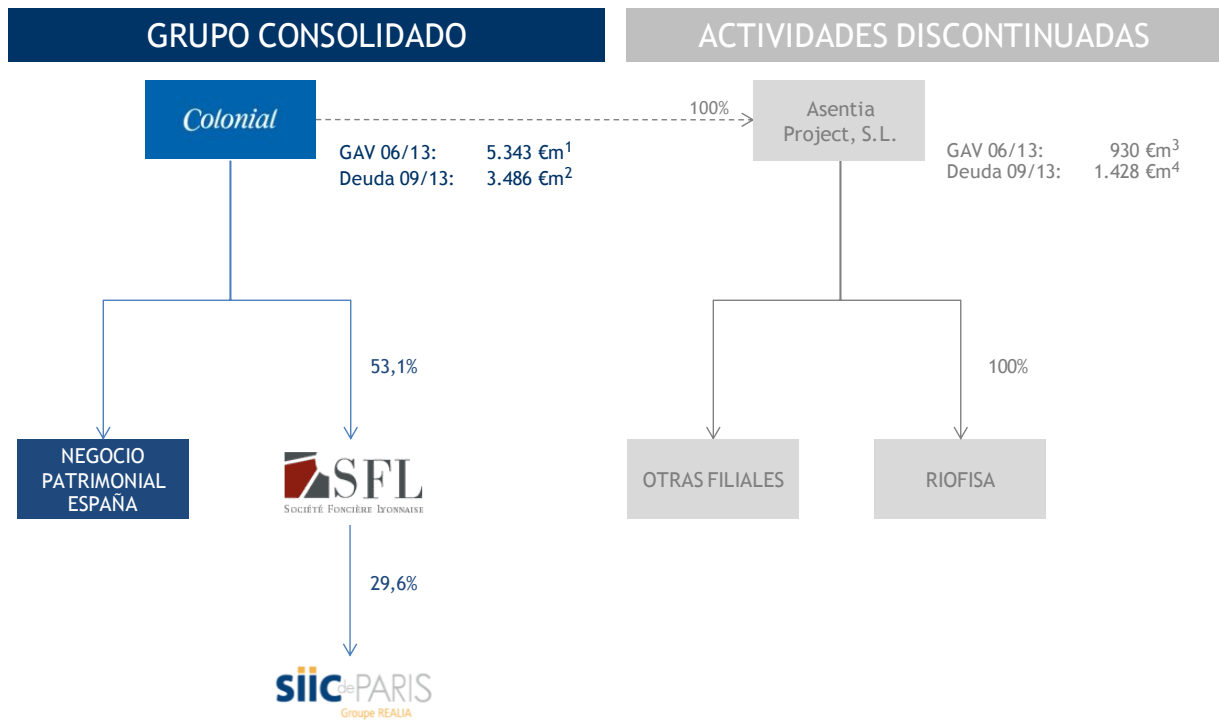 GRUPO CONSOLIDADO
ACTIVIDADES DISCONTINUADAS
Colonial
100%
Asentia
Project, S.L.
GAV 06/13: 5.343 €m1
Deuda 09/13: 3.486 €m2
GAV 06/13: 930 €m3
Deuda 09/13: 1.428 €m4
53,1%
100%
NEGOCIO
PATRIMONIAL
ESPAÑA
SFL
SOCIÉTÉ FONCIÈRE LYONNAISE
OTRAS FILIALES
RIOFISA
29,6%
siic de PARIS
Groupe REALIA